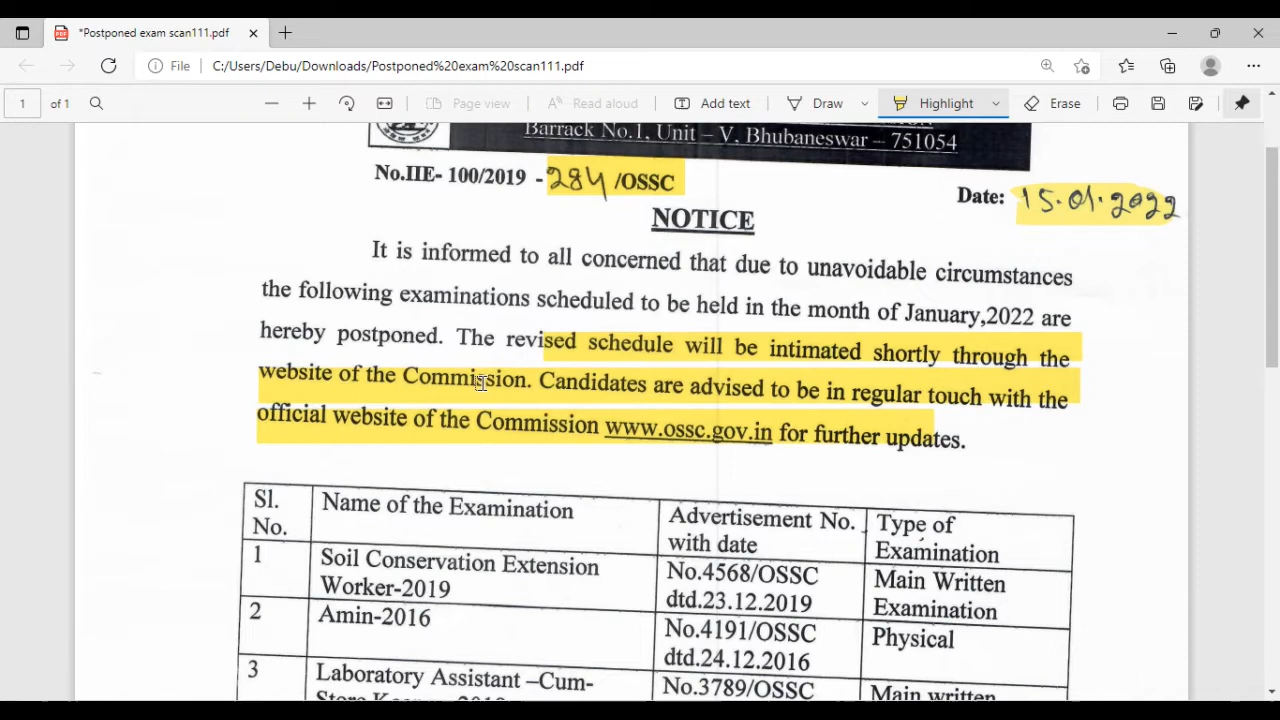 *Postponed exam scan111.pdf
File C:/Users/Debu/Downloads/Postponed%20exam%20scan111.pdf
1 of 1 Page view Read aloud Add text Draw Highlight Erase
Barrack No.1, Unit – V, Bhubaneswar – 751054
No.IIE- 100/2019 - 284 /OSSC
Date: 15.01.2022
NOTICE
It is informed to all concerned that due to unavoidable circumstances
the following examinations scheduled to be held in the month of January,2022 are
hereby postponed. The revised schedule will be intimated shortly through the
website of the Commission. Candidates are advised to be in regular touch with the
official website of the Commission www.ossc.gov.in for further updates.
Sl. No. Name of the Examination Advertisement No. with date Type of Examination
1 Soil Conservation Extension Worker-2019 No.4568/OSSC dtd.23.12.2019 Main Written Examination
2 Amin-2016 No.4191/OSSC dtd.24.12.2016 Physical
3 Laboratory Assistant –Cum- No.3789/OSSC Main written